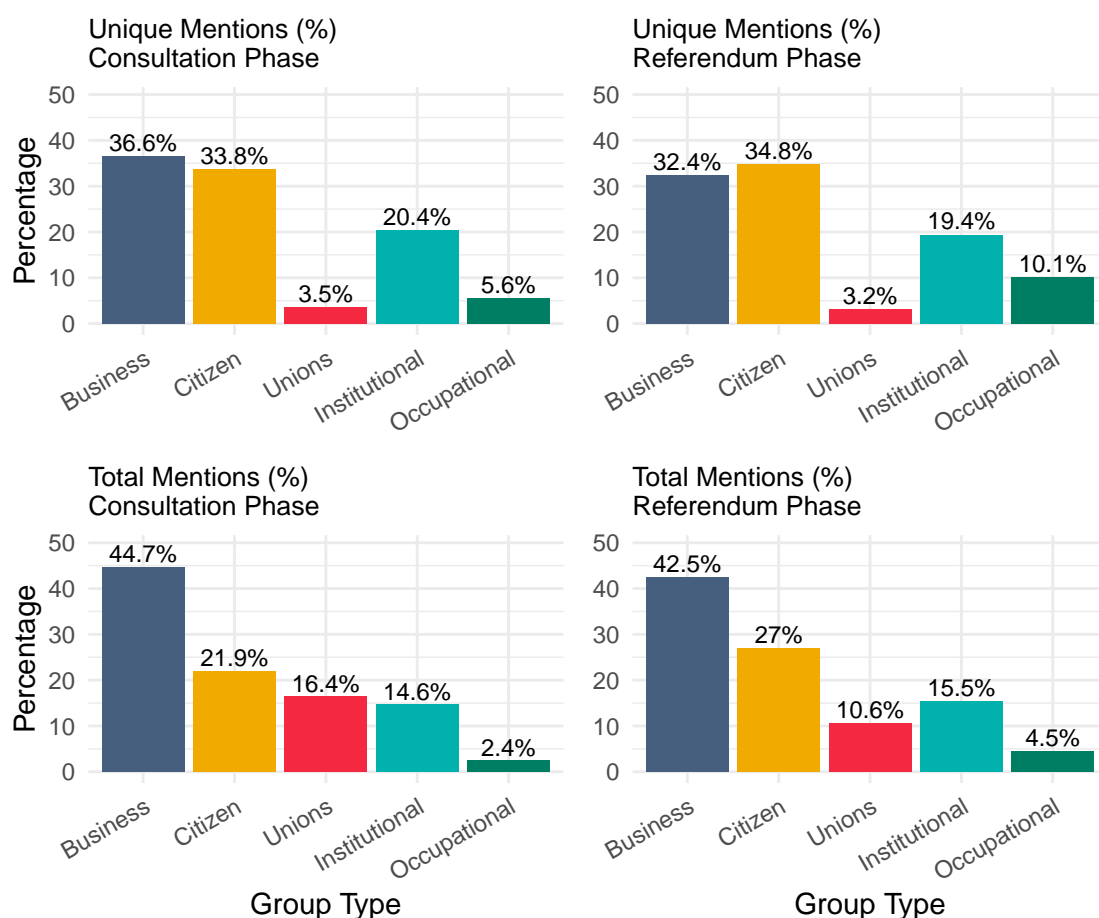 Unique Mentions (%)
Consultation Phase
Percentage
50
40
30
20
10
0
36.6%
33.8%
3.5%
20.4%
5.6%
Business
Citizen
Unions
Institutional
Occupational
Unique Mentions (%)
Referendum Phase
50
40
30
20
10
0
32.4%
34.8%
3.2%
19.4%
10.1%
Business
Citizen
Unions
Institutional
Occupational
Total Mentions (%)
Consultation Phase
Percentage
50
40
30
20
10
0
44.7%
21.9%
16.4%
14.6%
2.4%
Business
Citizen
Unions
Institutional
Occupational
Group Type
Total Mentions (%)
Referendum Phase
50
40
30
20
10
0
42.5%
27%
10.6%
15.5%
4.5%
Business
Citizen
Unions
Institutional
Occupational
Group Type